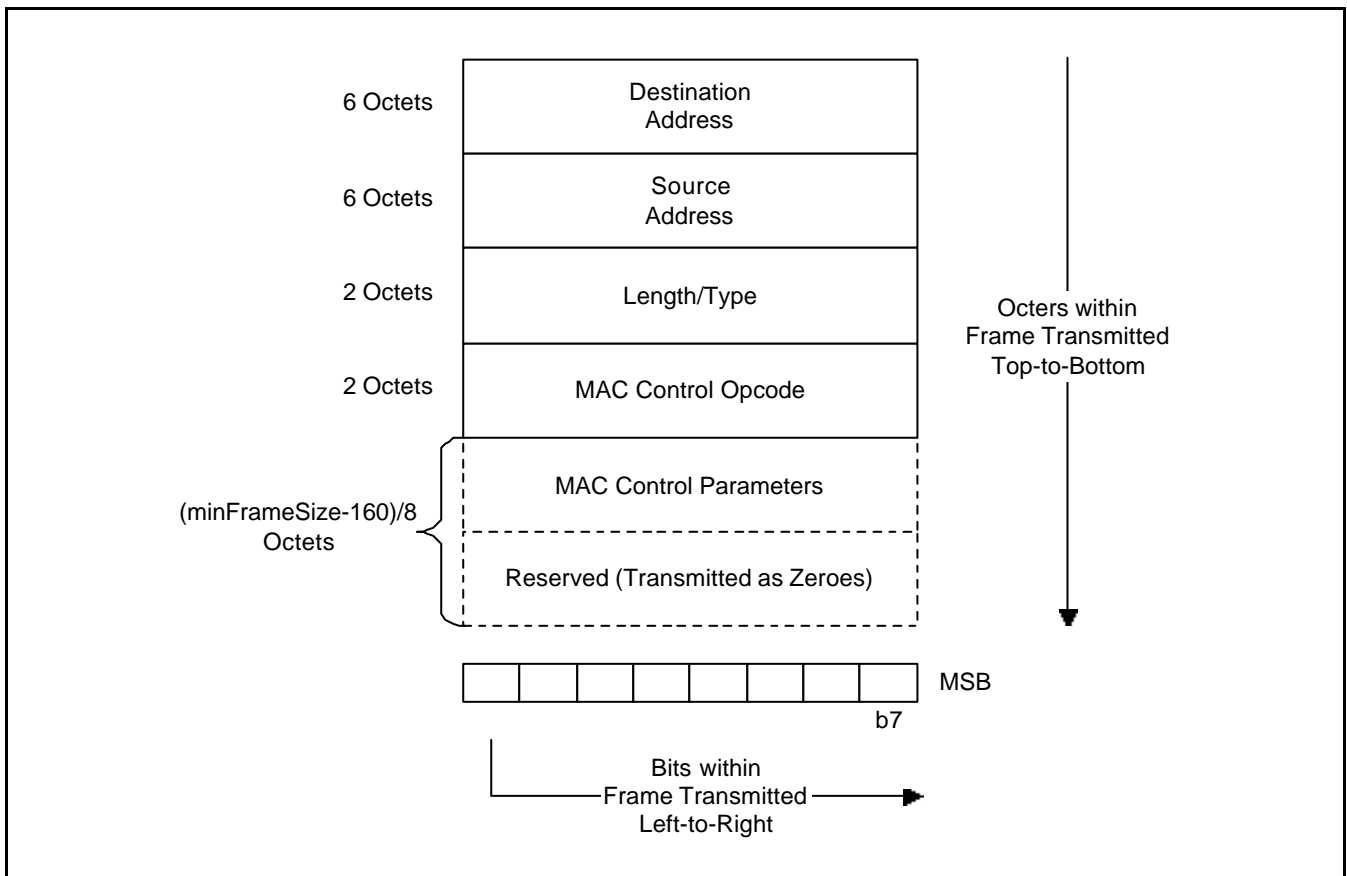 6 Octets
Destination
Address
6 Octets
Source
Address
2 Octets
Length/Type
2 Octets
MAC Control Opcode
(minFrameSize-160)/8
Octets
MAC Control Parameters
Reserved (Transmitted as Zeroes)
Octers within
Frame Transmitted
Top-to-Bottom
MSB
b7
Bits within
Frame Transmitted
Left-to-Right